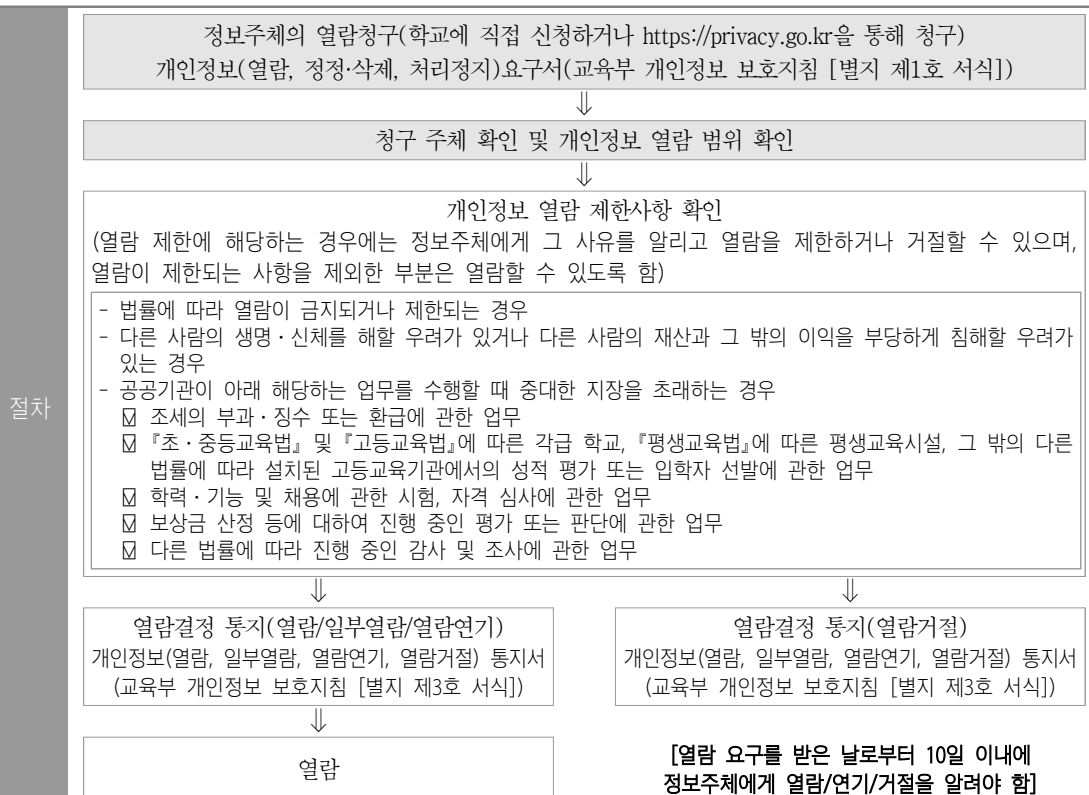 절차
정보주체의 열람청구(학교에 직접 신청하거나 https://privacy.go.kr을 통해 청구)
개인정보(열람, 정정·삭제, 처리정지)요구서(교육부 개인정보 보호지침 [별지 제1호 서식])
⇓
청구 주체 확인 및 개인정보 열람 범위 확인
⇓
개인정보 열람 제한사항 확인
(열람 제한에 해당하는 경우에는 정보주체에게 그 사유를 알리고 열람을 제한하거나 거절할 수 있으며,
열람이 제한되는 사항을 제외한 부분은 열람할 수 있도록 함)
- 법률에 따라 열람이 금지되거나 제한되는 경우
- 다른 사람의 생명·신체를 해할 우려가 있거나 다른 사람의 재산과 그 밖의 이익을 부당하게 침해할 우려가
있는 경우
- 공공기관이 아래 해당하는 업무를 수행할 때 중대한 지장을 초래하는 경우
☑ 조세의 부과·징수 또는 환급에 관한 업무
☑ 『초·중등교육법』 및 『고등교육법』에 따른 각급 학교, 『평생교육법』에 따른 평생교육시설, 그 밖의 다른
법률에 따라 설치된 고등교육기관에서의 성적 평가 또는 입학자 선발에 관한 업무
☑ 학력·기능 및 채용에 관한 시험, 자격 심사에 관한 업무
☑ 보상금 산정 등에 대하여 진행 중인 평가 또는 판단에 관한 업무
☑ 다른 법률에 따라 진행 중인 감사 및 조사에 관한 업무
⇓
열람결정 통지(열람/일부열람/열람연기)
개인정보(열람, 일부열람, 열람연기, 열람거절) 통지서
(교육부 개인정보 보호지침 [별지 제3호 서식])
⇓
열람
⇓
열람결정 통지(열람거절)
개인정보(열람, 일부열람, 열람연기, 열람거절) 통지서
(교육부 개인정보 보호지침 [별지 제3호 서식])
[열람 요구를 받은 날로부터 10일 이내에
정보주체에게 열람/연기/거절을 알려야 함]